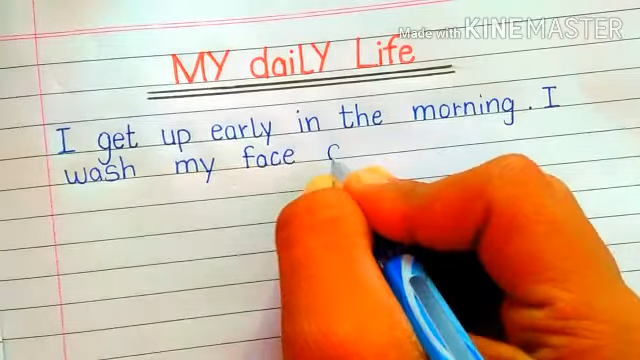 Made with KINEMASTER
MY daiLY Life
I get up early in the morning. I
wash my face